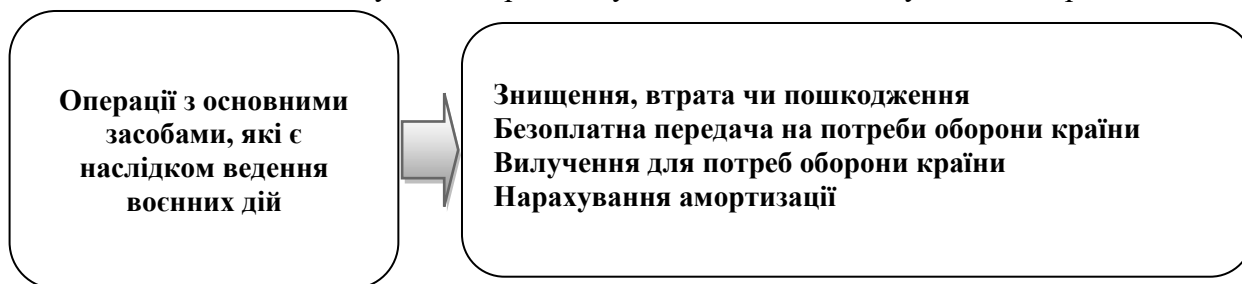 Операції з основними
засобами, які є
наслідком ведення
воєнних дій
Знищення, втрата чи пошкодження
Безоплатна передача на потреби оборони країни
Вилучення для потреб оборони країни
Нарахування амортизації